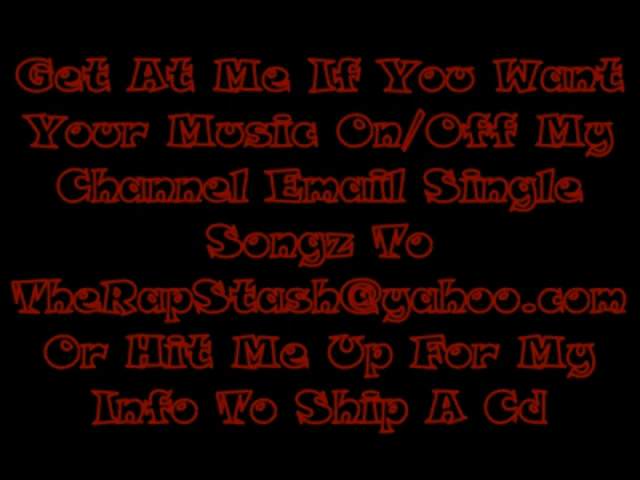 Get At Me If You Want
Your Music On/Off My
Channel Email Single
Songz To
TheRapStash@yahoo.com
Or Hit Me Up For My
Info To Ship A Cd